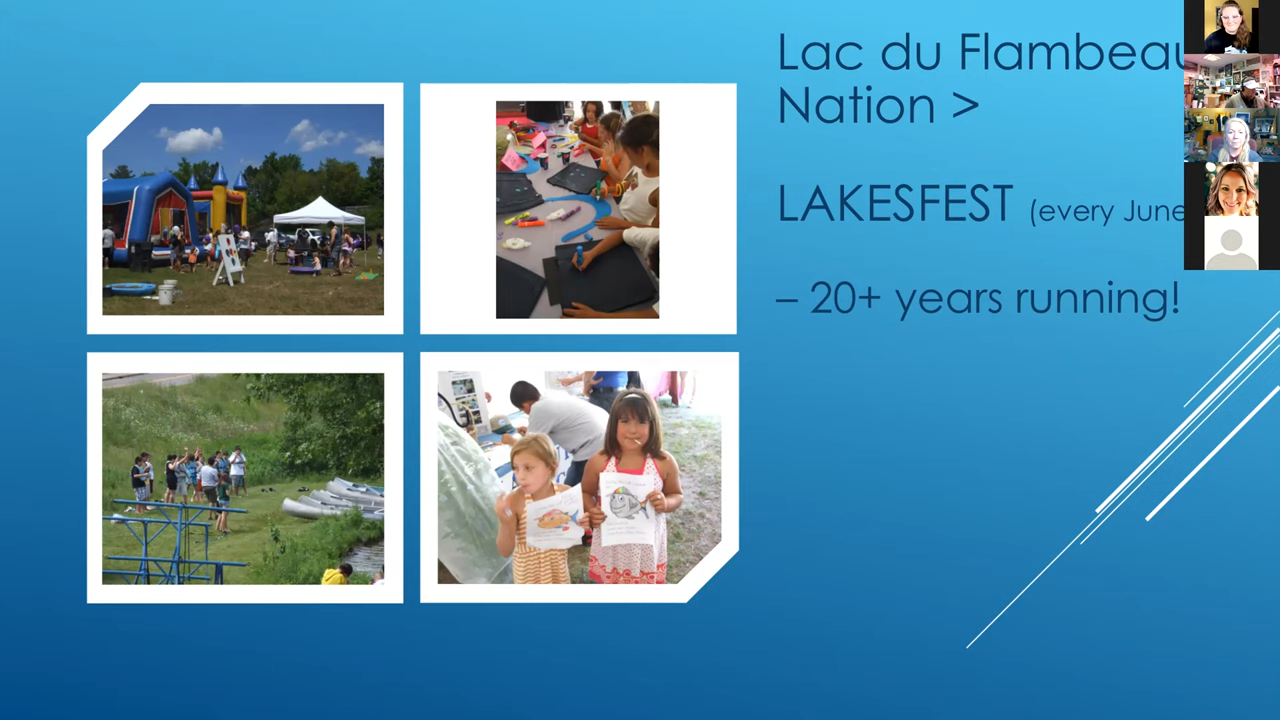 Lac du Flambeau
Nation >
LAKESFEST (every June
– 20+ years running!